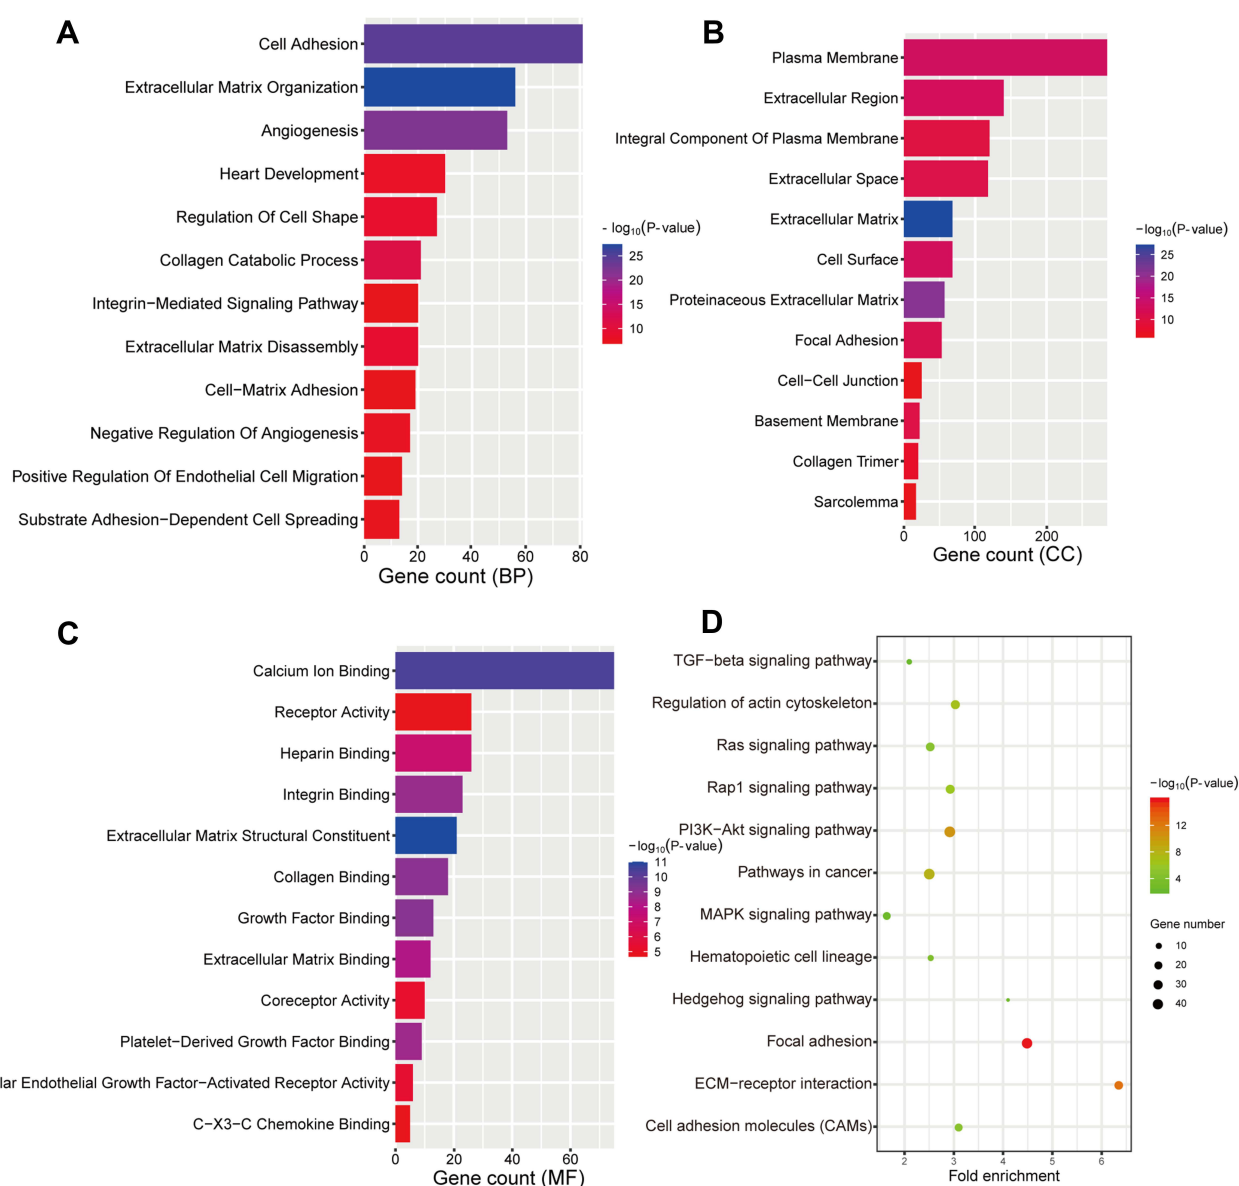 A
Cell Adhesion
Extracellular Matrix Organization
Angiogenesis
Heart Development
Regulation Of Cell Shape
Collagen Catabolic Process
Integrin−Mediated Signaling Pathway
Extracellular Matrix Disassembly
Cell−Matrix Adhesion
Negative Regulation Of Angiogenesis
Positive Regulation Of Endothelial Cell Migration
Substrate Adhesion−Dependent Cell Spreading
0 20 40 60 80
Gene count (BP)
- log10(P-value)
25
20
15
10
B
Plasma Membrane
Extracellular Region
Integral Component Of Plasma Membrane
Extracellular Space
Extracellular Matrix
Cell Surface
Proteinaceous Extracellular Matrix
Focal Adhesion
Cell−Cell Junction
Basement Membrane
Collagen Trimer
Sarcolemma
0 100 200
Gene count (CC)
−log10(P-value)
25
20
15
10
C
Calcium Ion Binding
Receptor Activity
Heparin Binding
Integrin Binding
Extracellular Matrix Structural Constituent
Collagen Binding
Growth Factor Binding
Extracellular Matrix Binding
Coreceptor Activity
Platelet−Derived Growth Factor Binding
lar Endothelial Growth Factor−Activated Receptor Activity
C−X3−C Chemokine Binding
0 20 40 60
Gene count (MF)
−log10(P-value)
11
10
9
8
7
6
5
D
TGF−beta signaling pathway
Regulation of actin cytoskeleton
Ras signaling pathway
Rap1 signaling pathway
PI3K−Akt signaling pathway
Pathways in cancer
MAPK signaling pathway
Hematopoietic cell lineage
Hedgehog signaling pathway
Focal adhesion
ECM−receptor interaction
Cell adhesion molecules (CAMs)
2 3 4 5 6
Fold enrichment
−log10(P-value)
12
8
4
Gene number
10
20
30
40